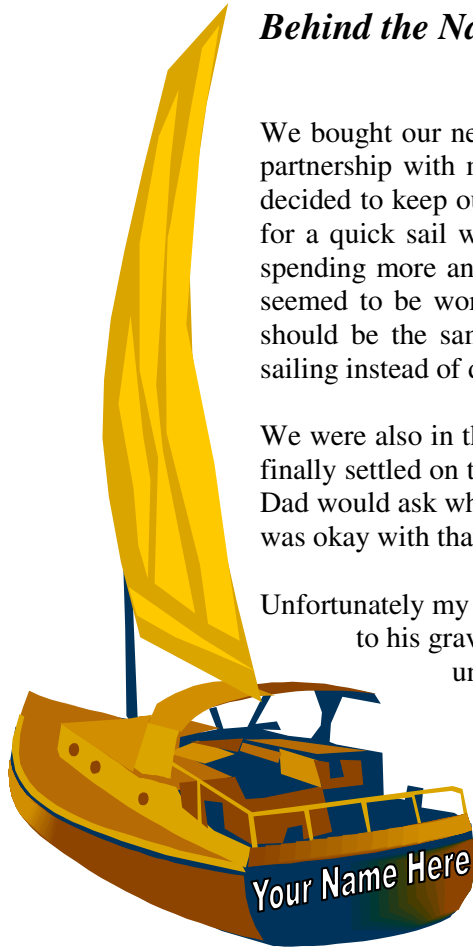 Behind the Na
We bought our ne
partnership with
decided to keep ou
for a quick sail w
spending more an
seemed to be wor
should be the sam
sailing instead of
We were also in th
finally settled on t
Dad would ask wh
was okay with tha
Unfortunately my
to his grav
un
Your Name Here